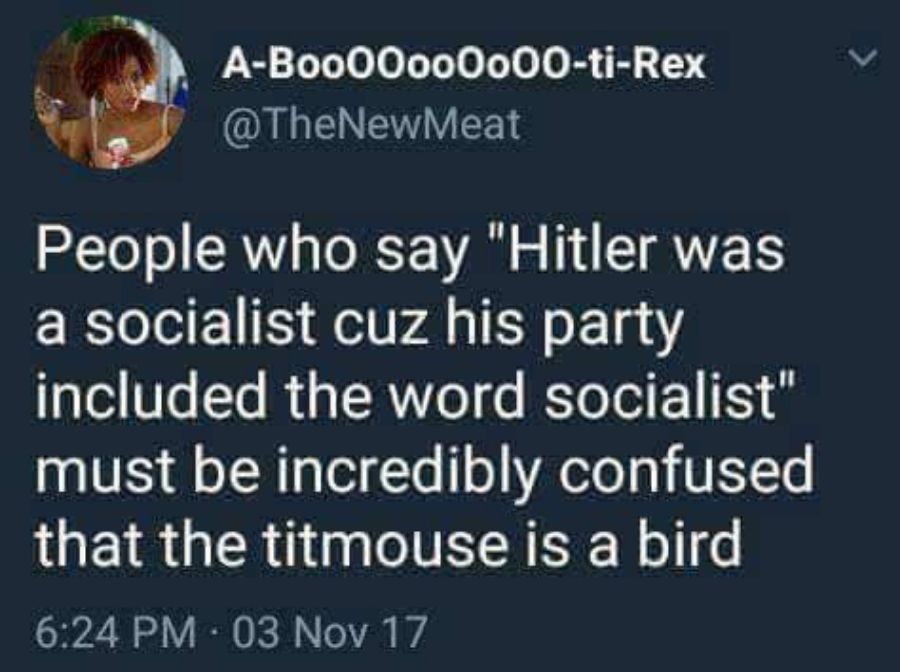 A-BooOOooOoOO-ti-Rex
@TheNewMeat
People who say "Hitler was
a socialist cuz his party
included the word socialist"
must be incredibly confused
that the titmouse is a bird
6:24 PM · 03 Nov 17